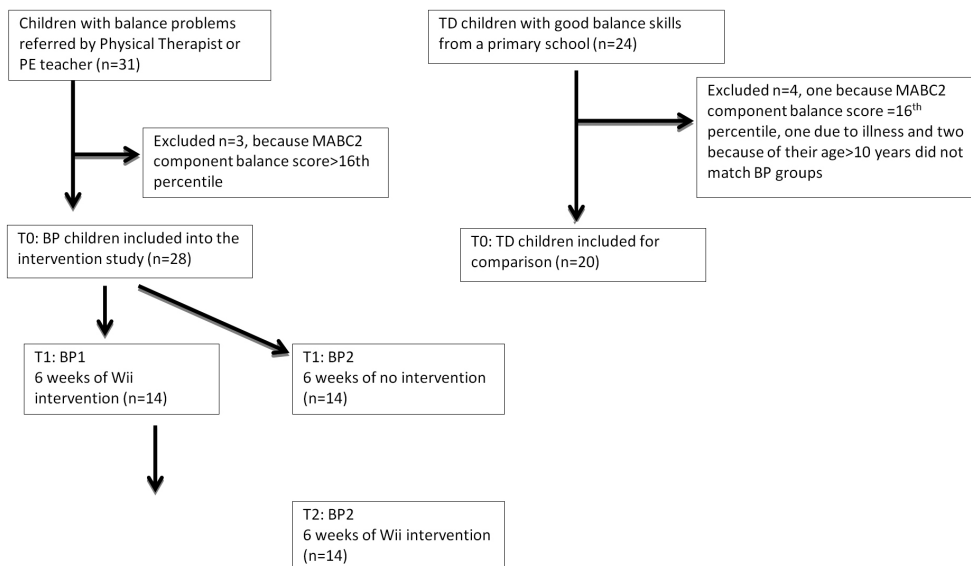 Children with balance problems
referred by Physical Therapist or
PE teacher (n=31)
TD children with good balance skills
from a primary school (n=24)
Excluded n=4, one because MABC2
component balance score =16th
percentile, one due to illness and two
because of their age>10 years did not
match BP groups
Excluded n=3, because MABC2
component balance score>16th
percentile
T0: BP children included into the
intervention study (n=28)
T0: TD children included for
comparison (n=20)
T1: BP1
6 weeks of Wii
intervention (n=14)
T1: BP2
6 weeks of no intervention
(n=14)
T2: BP2
6 weeks of Wii intervention
(n=14)